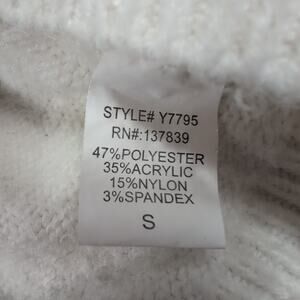 STYLE# Y7795
RN#:137839
47%POLYESTER
35%ACRYLIC
15%NYLON
3%SPANDEX
S